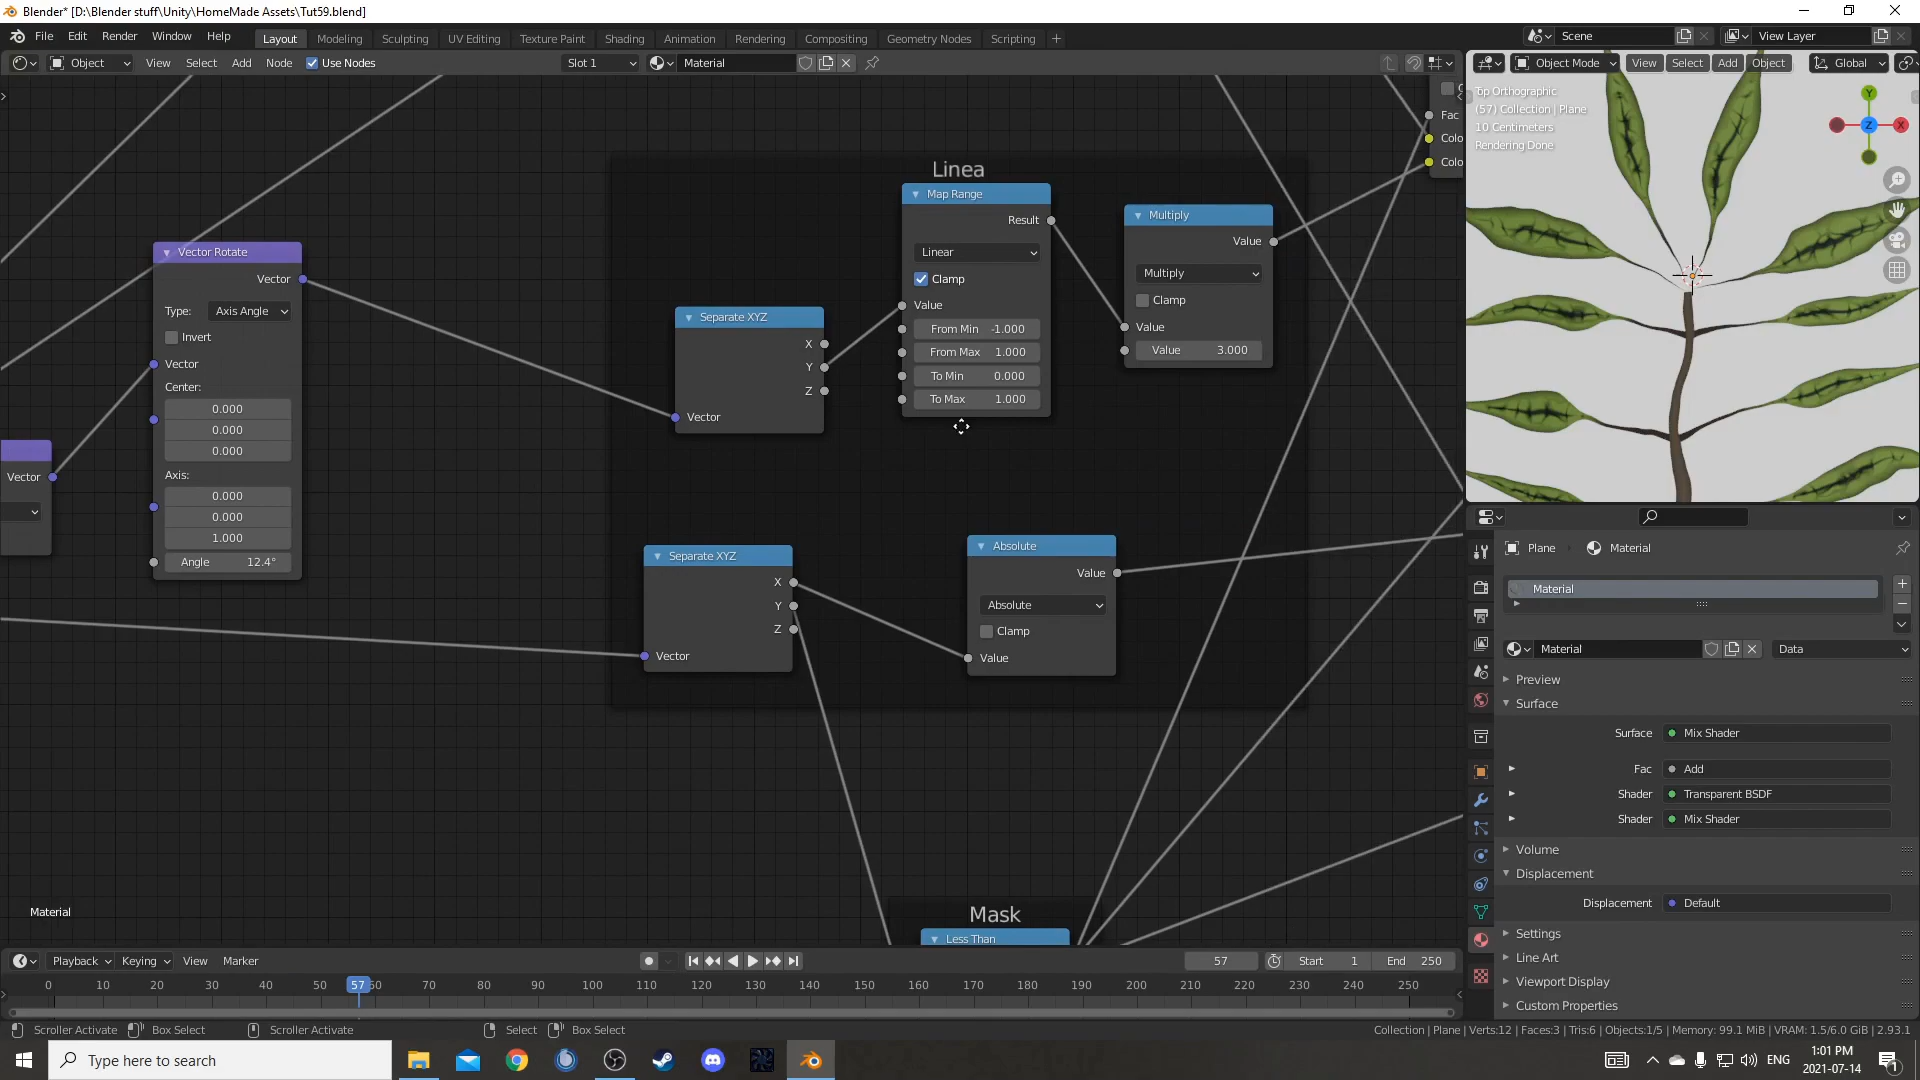 Blender* [D:\Blender stuff\Unity\HomeMade Assets\Tut59.blend]
File Edit Render Window Help Layout Modeling Sculpting UV Editing Texture Paint Shading Animation Rendering Compositing Geometry Nodes Scripting + Scene View Layer
Object View Select Add Node Use Nodes Slot 1 Material
Object Mode View Select Add Object Global
Top Orthographic
(57) Collection | Plane
10 Centimeters
Rendering Done
Y
X
Z
Fac
Colo
Colo
Linea
Map Range
Result
Linear
Clamp
Value
From Min -1.000
From Max 1.000
To Min 0.000
To Max 1.000
Multiply
Value
Multiply
Clamp
Value
Value 3.000
Vector Rotate
Vector
Type: Axis Angle
Invert
Vector
Center:
0.000
0.000
0.000
Axis:
0.000
0.000
1.000
Angle 12.4°
Vector
Separate XYZ
X
Y
Z
Vector
Separate XYZ
X
Y
Z
Vector
Absolute
Value
Absolute
Clamp
Value
Mask
Less Than
Material
Plane Material
Material
Material Data
Preview
Surface
Surface Mix Shader
Fac Add
Shader Transparent BSDF
Shader Mix Shader
Volume
Displacement
Displacement Default
Settings
Line Art
Viewport Display
Custom Properties
Playback Keying View Marker 57 Start 1 End 250
0 10 20 30 40 50 57 60 70 80 90 100 110 120 130 140 150 160 170 180 190 200 210 220 230 240 250
Scroller Activate Box Select Scroller Activate Select Box Select Collection | Plane | Verts:12 | Faces:3 | Tris:6 | Objects:1/5 | Memory: 99.1 MiB | VRAM: 1.5/6.0 GiB | 2.93.1
Type here to search
ENG
1:01 PM
2021-07-14
1